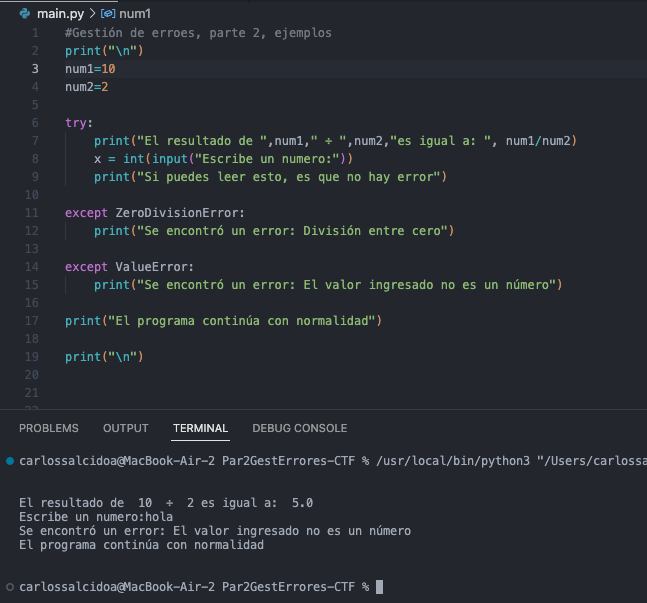 main.py > num1
1 #Gestión de erroes, parte 2, ejemplos
2 print("\n")
3 num1=10
4 num2=2
5
6 try:
7 print("El resultado de ",num1," ÷ ",num2,"es igual a: ", num1/num2)
8 x = int(input("Escribe un numero:"))
9 print("Si puedes leer esto, es que no hay error")
10
11 except ZeroDivisionError:
12 print("Se encontró un error: División entre cero")
13
14 except ValueError:
15 print("Se encontró un error: El valor ingresado no es un número")
16
17 print("El programa continúa con normalidad")
18
19 print("\n")
20
21
22
PROBLEMS OUTPUT TERMINAL DEBUG CONSOLE
carlossalcidoa@MacBook-Air-2 Par2GestErrores-CTF % /usr/local/bin/python3 "/Users/carlossa
El resultado de  10  ÷  2 es igual a:  5.0
Escribe un numero:hola
Se encontró un error: El valor ingresado no es un número
El programa continúa con normalidad
carlossalcidoa@MacBook-Air-2 Par2GestErrores-CTF %